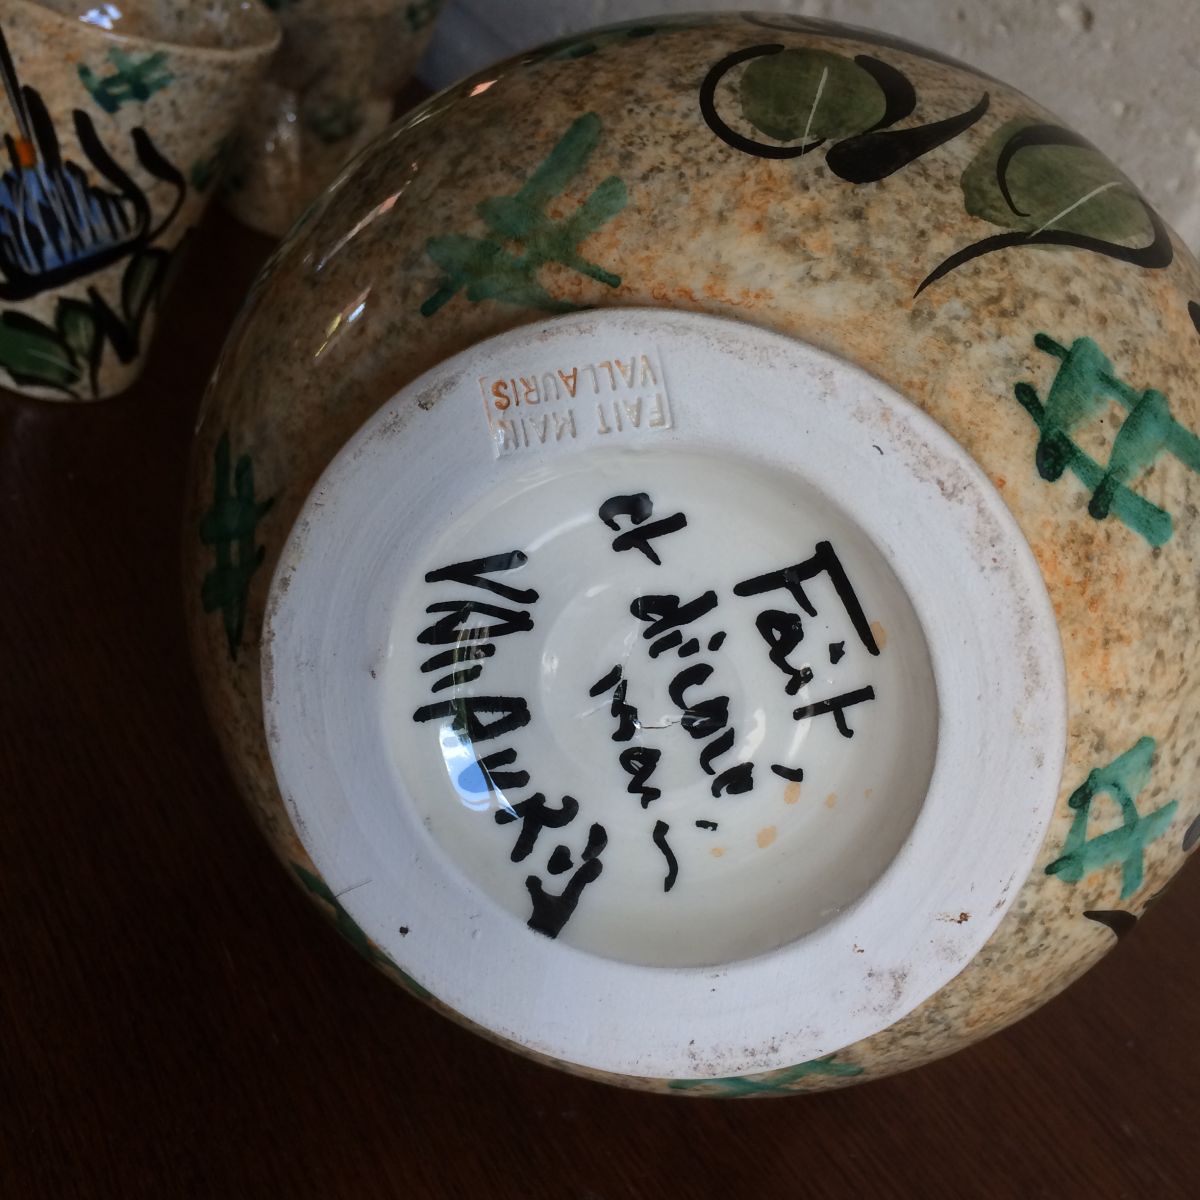 FAIT MAIN
VALLAURIS
Fait
et décoré
main
VALLAURIS